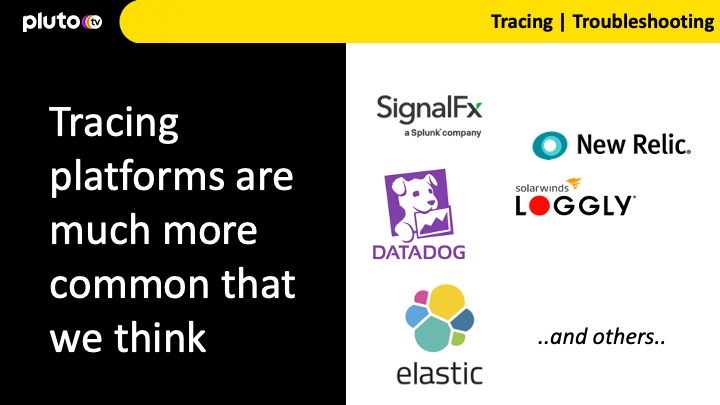 pluto tv
Tracing | Troubleshooting
Tracing
platforms are
much more
common that
we think
SignalFx
a Splunk® company
New Relic®
solarwinds
LOGGLY®
DATADOG
elastic
..and others..